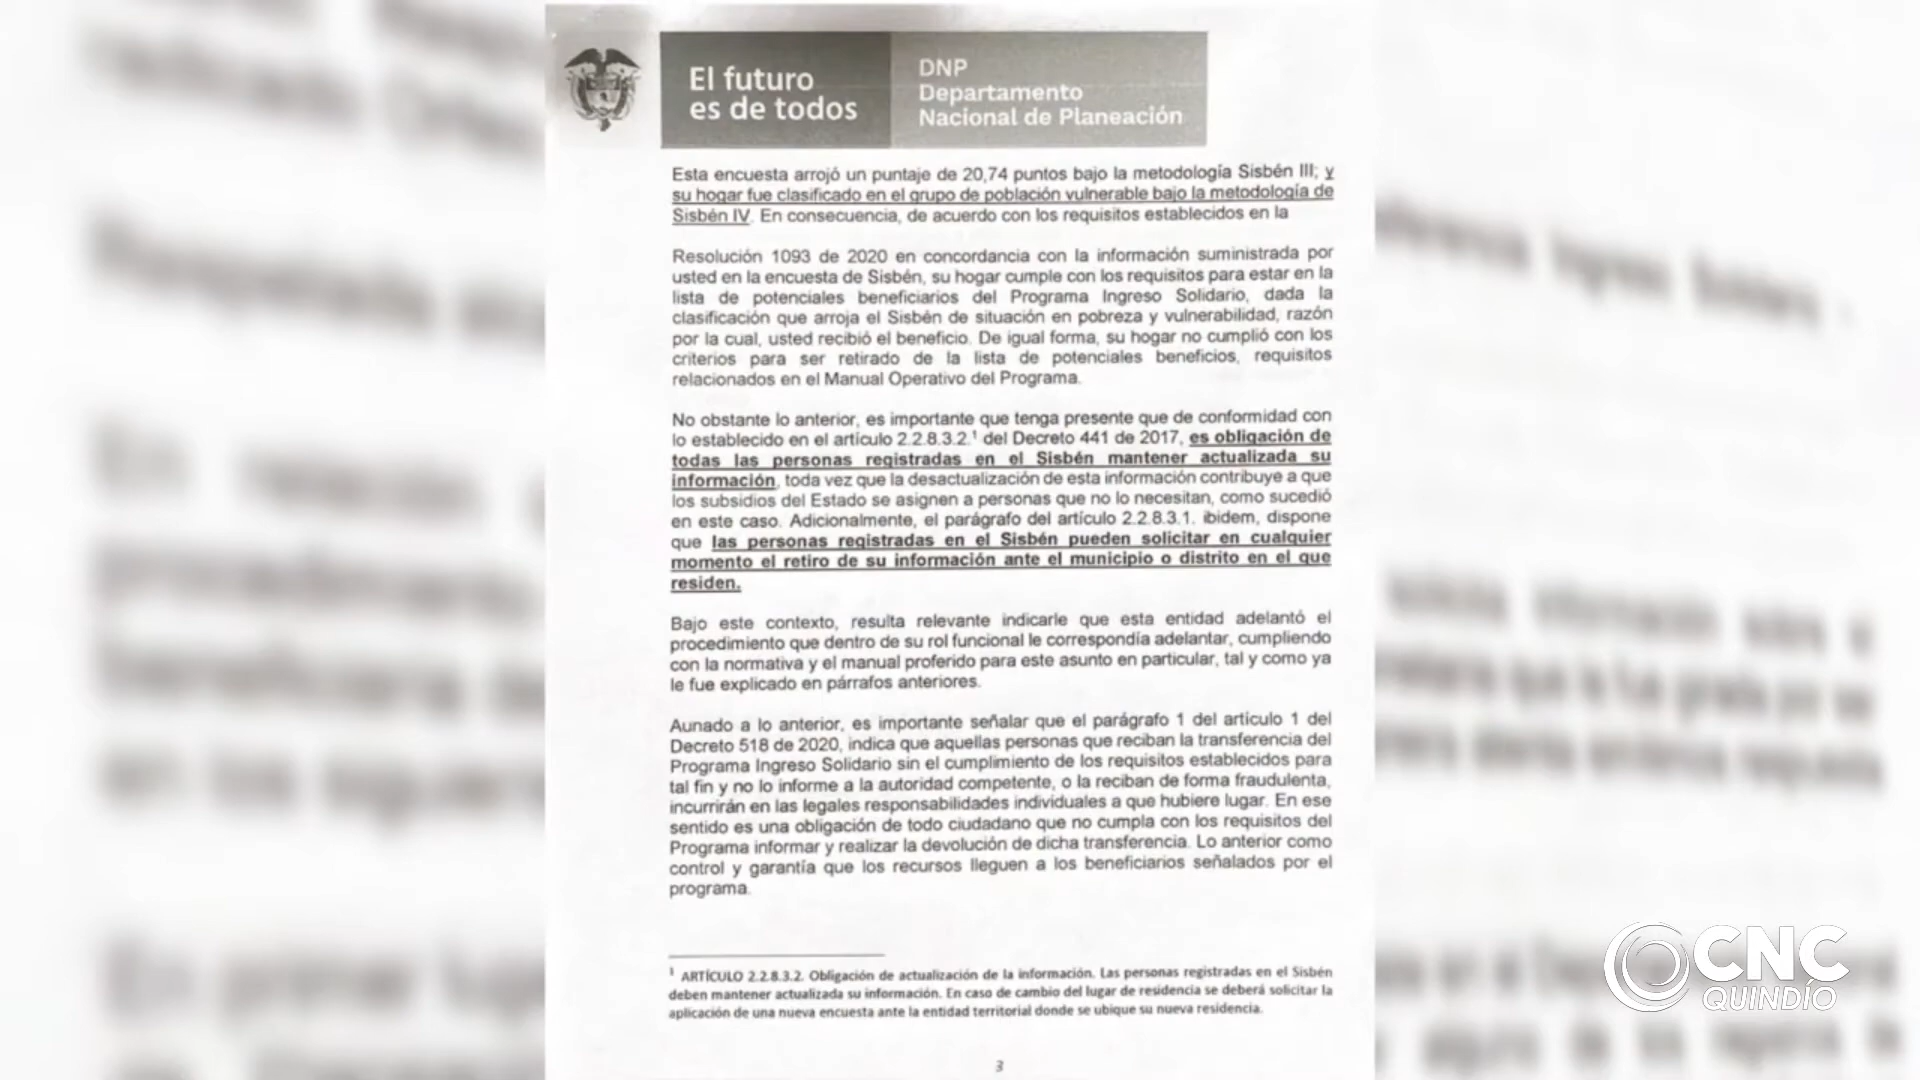 El futuro
es de todos
DNP
Departamento
Nacional de Planeación
Esta encuesta arrojó un puntaje de 20,74 puntos bajo la metodología Sisbén III; y
su hogar fue clasificado en el grupo de población vulnerable bajo la metodología de
Sisbén IV. En consecuencia, de acuerdo con los requisitos establecidos en la
Resolución 1093 de 2020 en concordancia con la información suministrada por
usted en la encuesta de Sisbén, su hogar cumple con los requisitos para estar en la
lista de potenciales beneficiarios del Programa Ingreso Solidario, dada la
clasificación que arroja el Sisbén de situación en pobreza y vulnerabilidad, razón
por la cual, usted recibió el beneficio. De igual forma, su hogar no cumplió con los
criterios para ser retirado de la lista de potenciales beneficios, requisitos
relacionados en el Manual Operativo del Programa.
No obstante lo anterior, es importante que tenga presente que de conformidad con
lo establecido en el artículo 2.2.8.3.2.¹ del Decreto 441 de 2017, es obligación de
todas las personas registradas en el Sisbén mantener actualizada su
información, toda vez que la desactualización de esta información contribuye a que
los subsidios del Estado se asignen a personas que no lo necesitan, como sucedió
en este caso. Adicionalmente, el parágrafo del artículo 2.2.8.3.1. ibidem, dispone
que las personas registradas en el Sisbén pueden solicitar en cualquier
momento el retiro de su información ante el municipio o distrito en el que
residen.
Bajo este contexto, resulta relevante indicarle que esta entidad adelantó el
procedimiento que dentro de su rol funcional le correspondía adelantar, cumpliendo
con la normativa y el manual proferido para este asunto en particular, tal y como ya
le fue explicado en párrafos anteriores.
Aunado a lo anterior, es importante señalar que el parágrafo 1 del artículo 1 del
Decreto 518 de 2020, indica que aquellas personas que reciban la transferencia del
Programa Ingreso Solidario sin el cumplimiento de los requisitos establecidos para
tal fin y no lo informe a la autoridad competente, o la reciban de forma fraudulenta,
incurrirán en las legales responsabilidades individuales a que hubiere lugar. En ese
sentido es una obligación de todo ciudadano que no cumpla con los requisitos del
Programa informar y realizar la devolución de dicha transferencia. Lo anterior como
control y garantía que los recursos lleguen a los beneficiarios señalados por el
programa.
¹ ARTÍCULO 2.2.8.3.2. Obligación de actualización de la información. Las personas registradas en el Sisbén
deben mantener actualizada su información. En caso de cambio del lugar de residencia se deberá solicitar la
aplicación de una nueva encuesta ante la entidad territorial donde se ubique su nueva residencia.
3
CNC
QUINDÍO